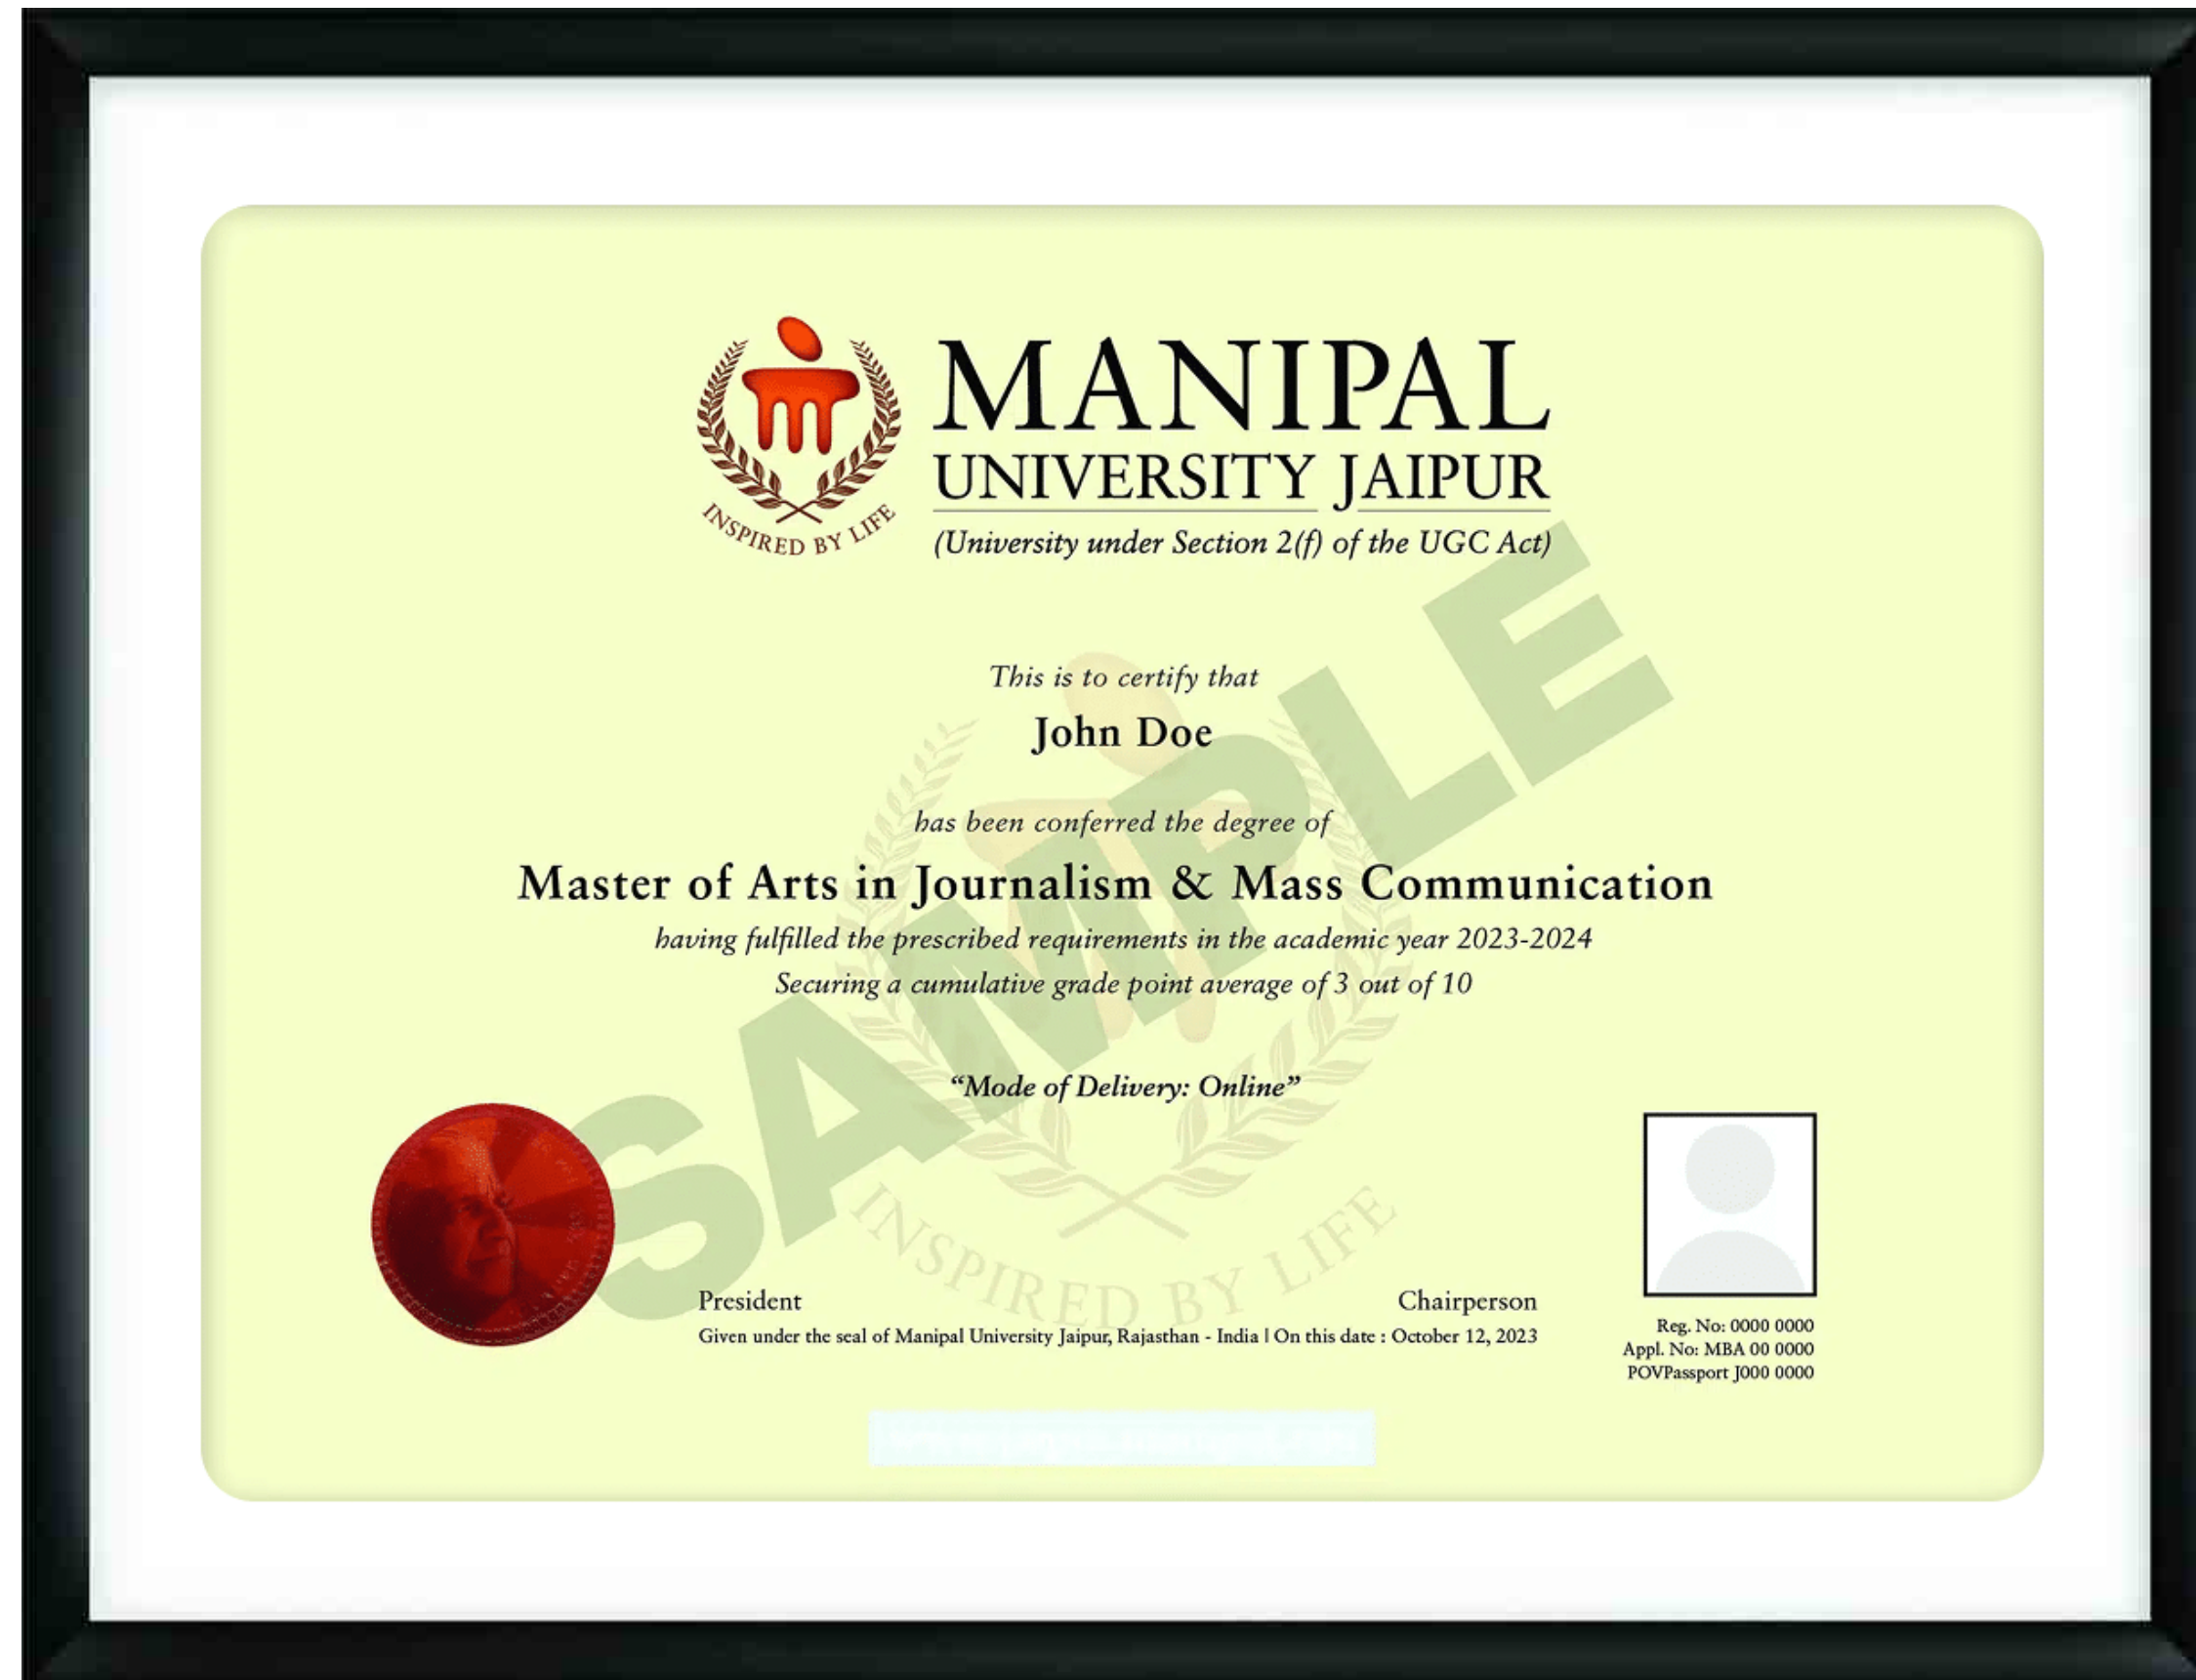 MANIPAL
UNIVERSITY JAIPUR
(University under Section 2(f) of the UGC Act)
INSPIRED BY LIFE
This is to certify that
John Doe
has been conferred the degree of
Master of Arts in Journalism & Mass Communication
having fulfilled the prescribed requirements in the academic year 2023-2024
Securing a cumulative grade point average of 3 out of 10
"Mode of Delivery: Online"
SAMPLE
INSPIRED BY LIFE
President
Chairperson
Given under the seal of Manipal University Jaipur, Rajasthan - India | On this date : October 12, 2023
Reg. No: 0000 0000
Appl. No: MBA 00 0000
POVPassport J000 0000